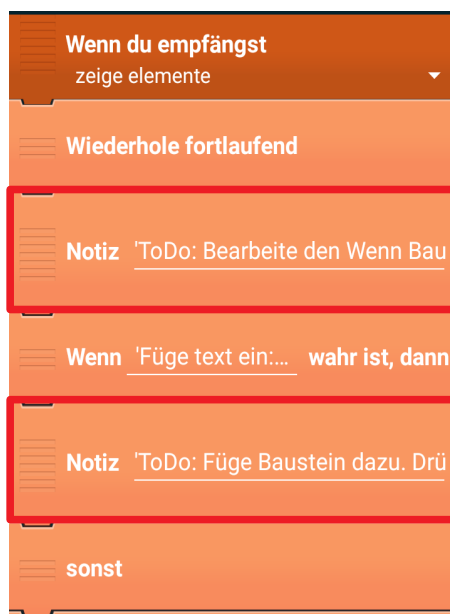 Wenn du empfängst
zeige elemente
Wiederhole fortlaufend
Notiz 'ToDo: Bearbeite den Wenn Bau
Wenn 'Füge text ein:... wahr ist, dann
Notiz 'ToDo: Füge Baustein dazu. Drü
sonst